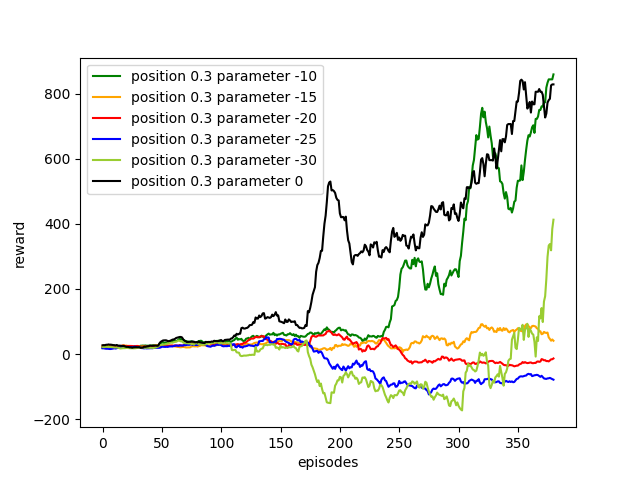 position 0.3 parameter -10
position 0.3 parameter -15
position 0.3 parameter -20
position 0.3 parameter -25
position 0.3 parameter -30
position 0.3 parameter 0
reward
800
600
400
200
0
−200
0 50 100 150 200 250 300 350
episodes